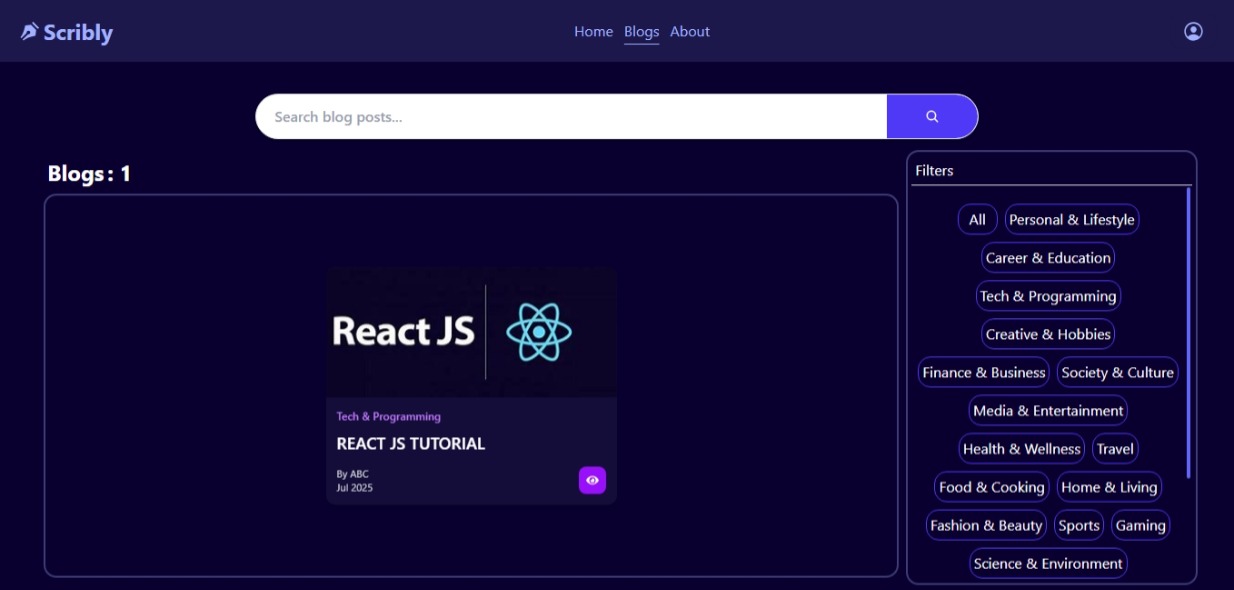 Scribly
Home Blogs About
Search blog posts...
Blogs: 1
React JS
Tech & Programming
REACT JS TUTORIAL
By ABC
Jul 2025
Filters
All Personal & Lifestyle
Career & Education
Tech & Programming
Creative & Hobbies
Finance & Business Society & Culture
Media & Entertainment
Health & Wellness Travel
Food & Cooking Home & Living
Fashion & Beauty Sports Gaming
Science & Environment